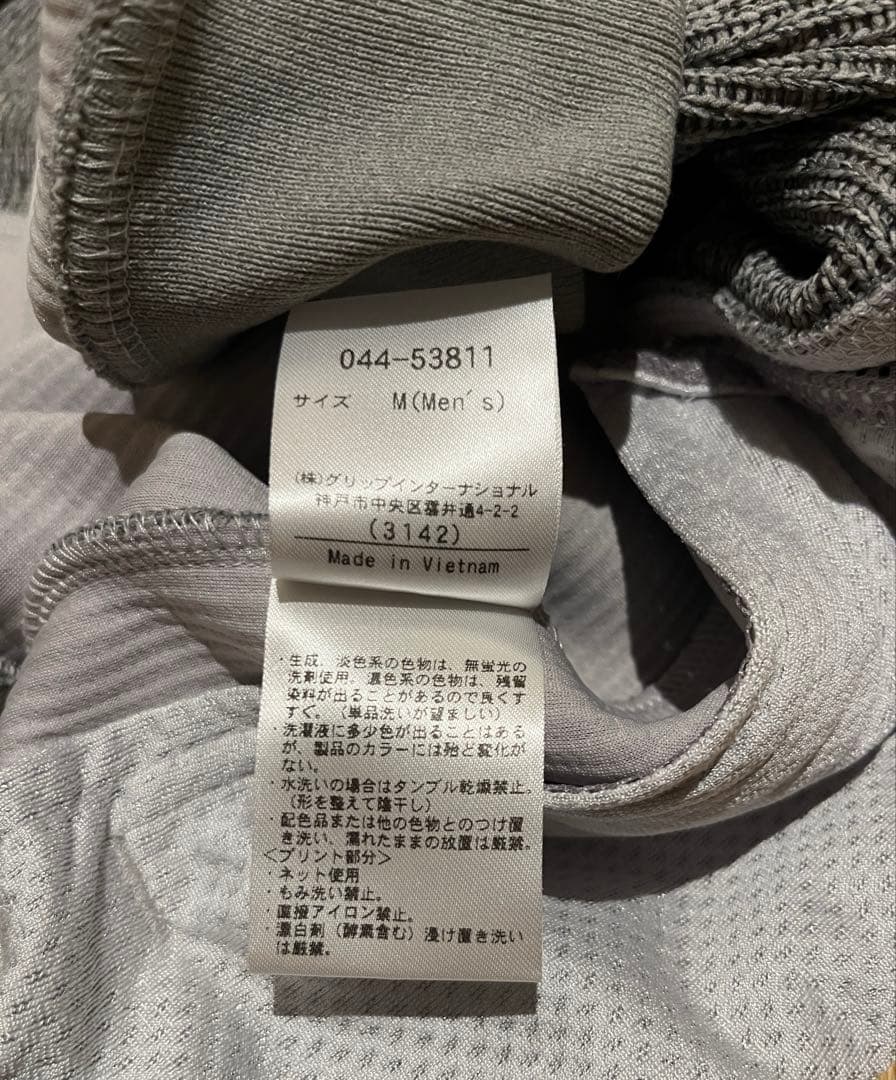 044-53811
サイズ M(Men's)
(株)グリップインターナショナル
神戸市中央区雲井通4-2-2
(3142)
Made in Vietnam
・生成、淡色系の色物は、無蛍光の
洗剤使用。濃色系の色物は、残留
染料が出ることがあるので良くす
すぐ。(単品洗いが望ましい)
・洗濯液に多少色が出ることはある
が、製品のカラーには殆ど変化が
ない。
・水洗いの場合はタンブル乾燥禁止。
(形を整えて陰干し)
・配色品または他の色物とのつけ置
き洗い、濡れたままの放置は厳禁。
<プリント部分>
・ネット使用
・もみ洗い禁止。
・直接アイロン禁止。
・漂白剤(酵素含む)浸け置き洗い
は厳禁。